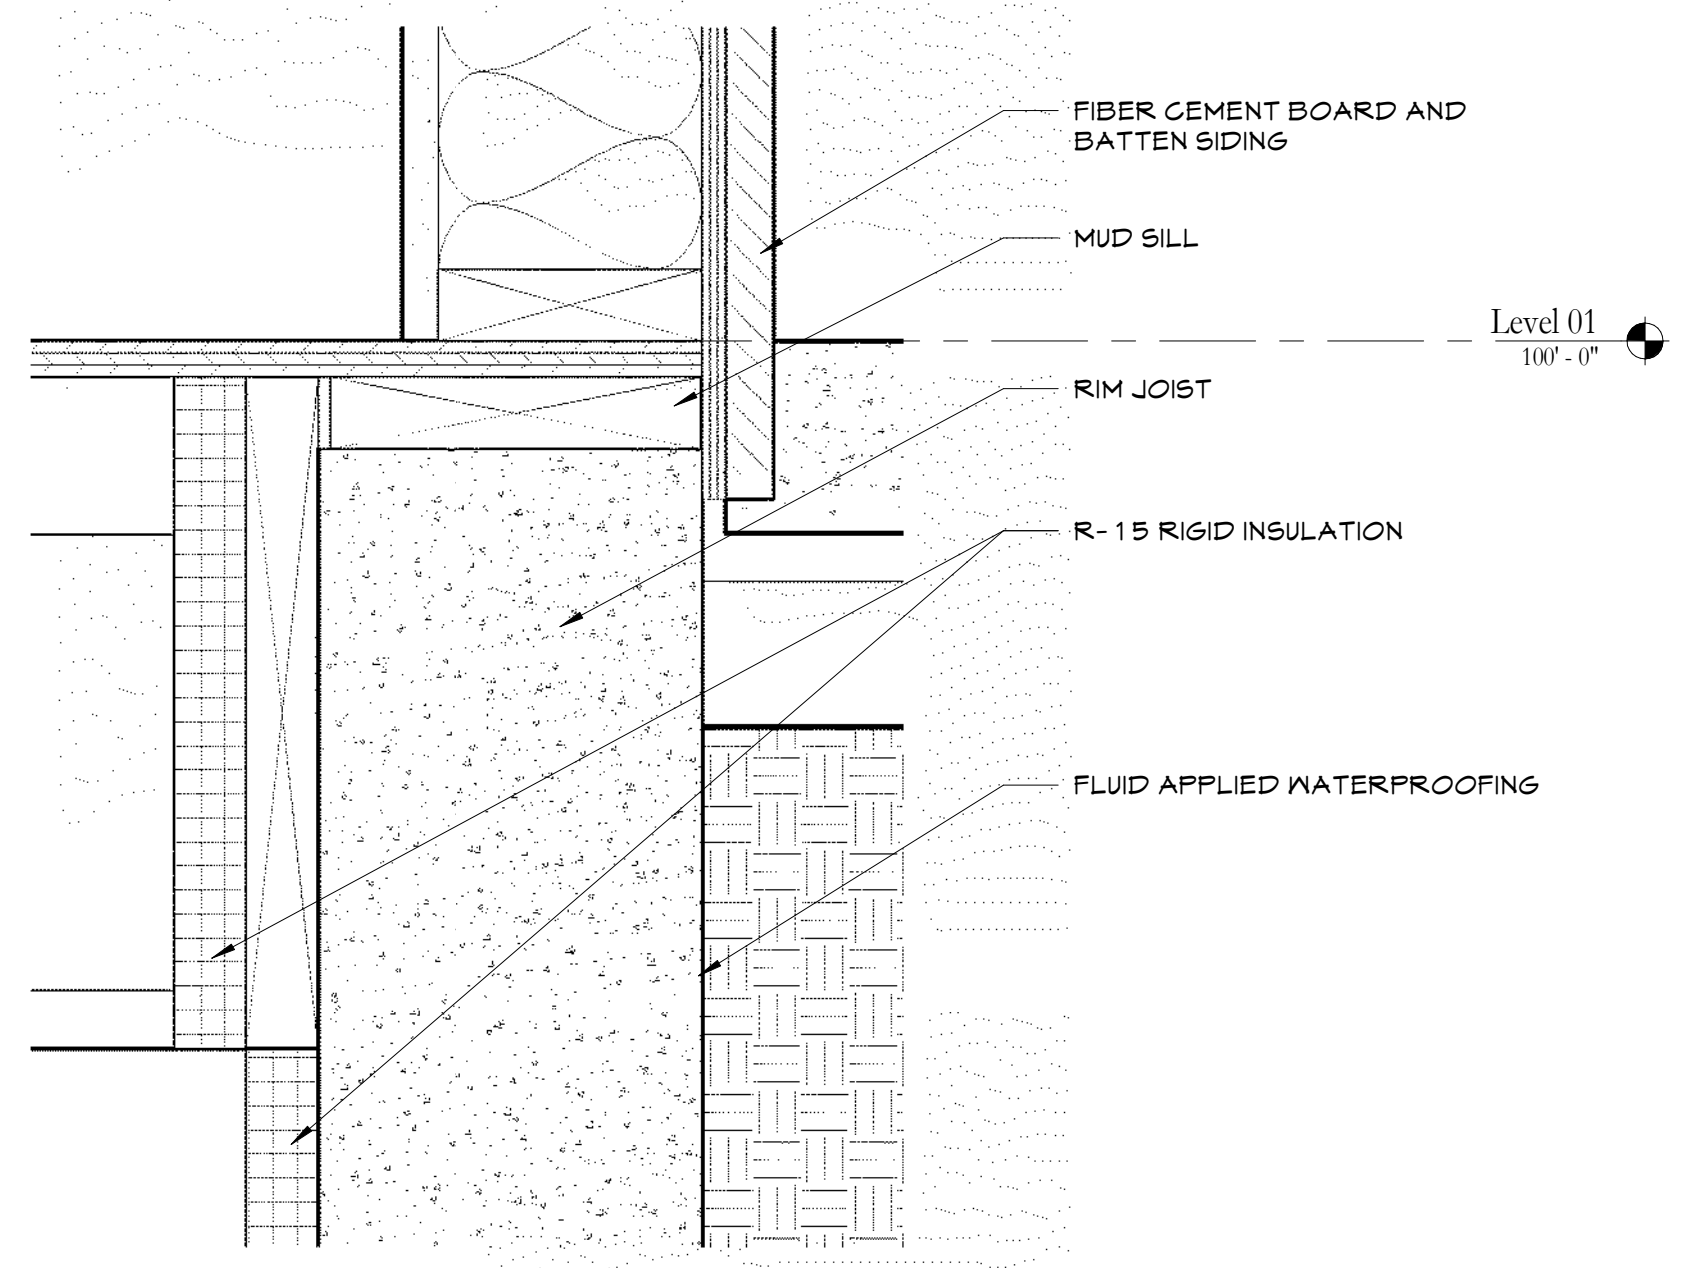 FIBER CEMENT BOARD AND
BATTEN SIDING
MUD SILL
Level 01
100' - 0"
RIM JOIST
R-15 RIGID INSULATION
FLUID APPLIED WATERPROOFING